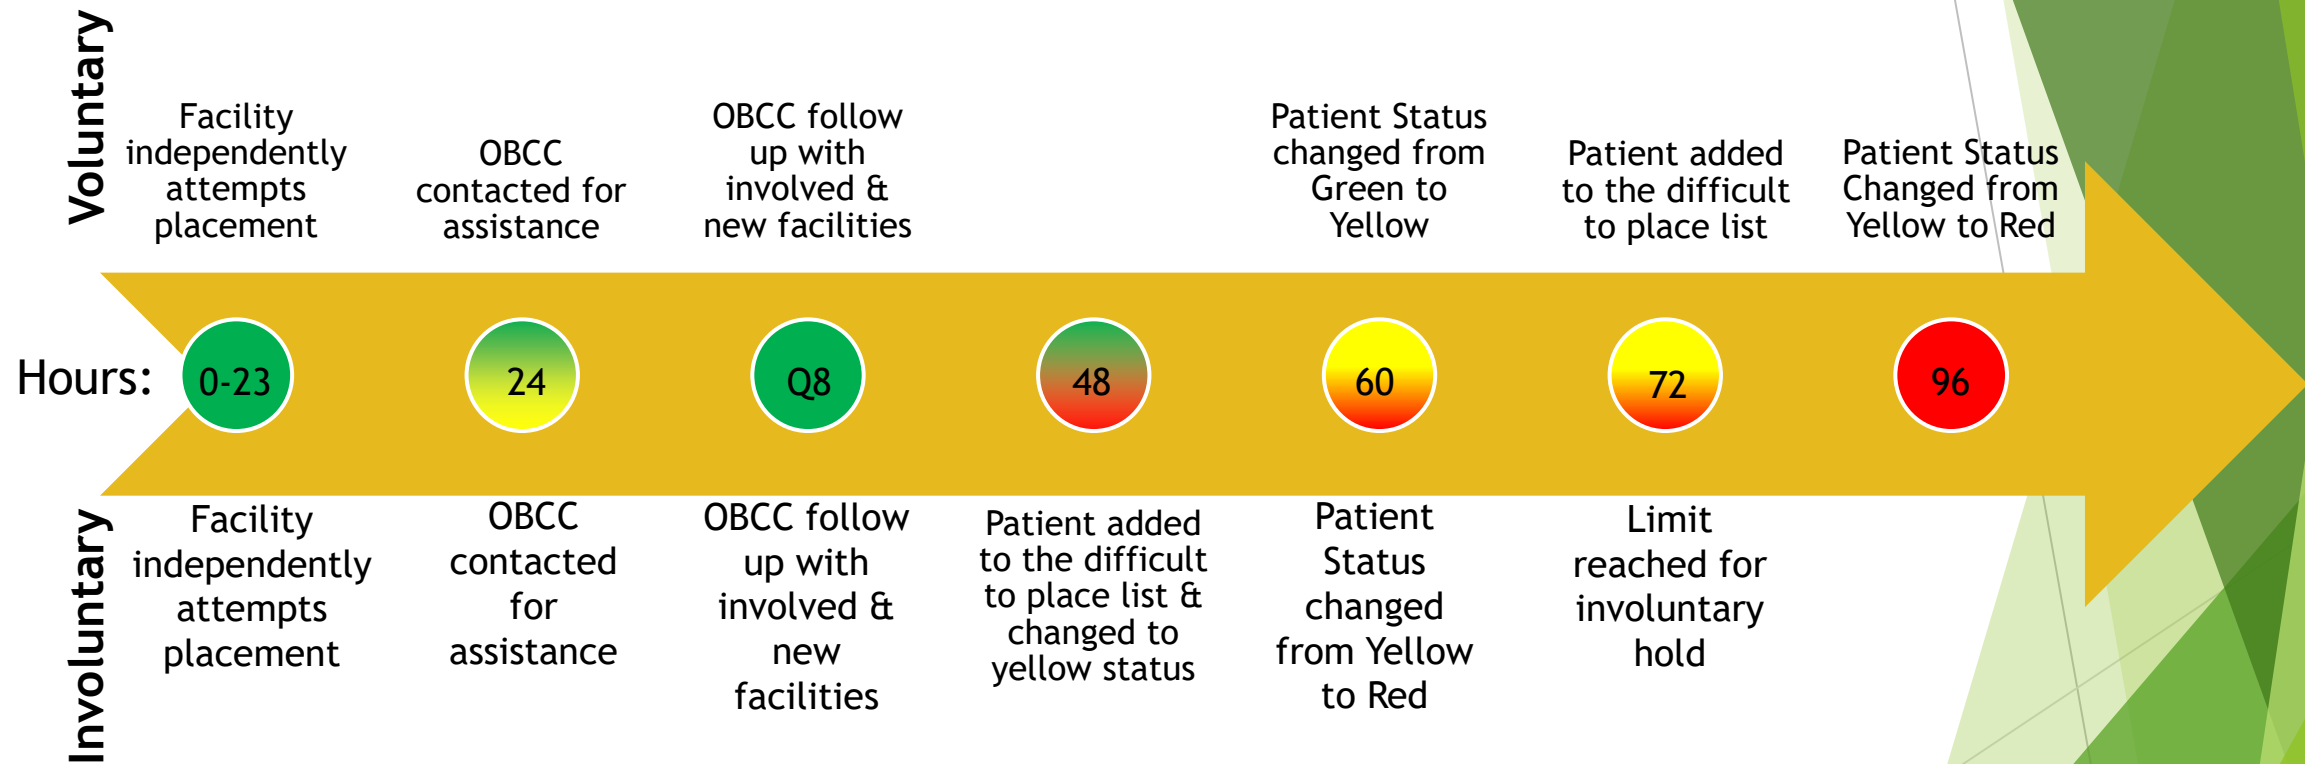 Voluntary
Facility
independently
attempts
placement
OBCC
contacted for
assistance
OBCC follow
up with
involved &
new facilities
Patient Status
changed from
Green to
Yellow
Patient added
to the difficult
to place list
Patient Status
Changed from
Yellow to Red
Hours:
0-23
24
Q8
48
60
72
96
Involuntary
Facility
independently
attempts
placement
OBCC
contacted
for
assistance
OBCC follow
up with
involved &
new
facilities
Patient added
to the difficult
to place list &
changed to
yellow status
Patient
Status
changed
from Yellow
to Red
Limit
reached for
involuntary
hold